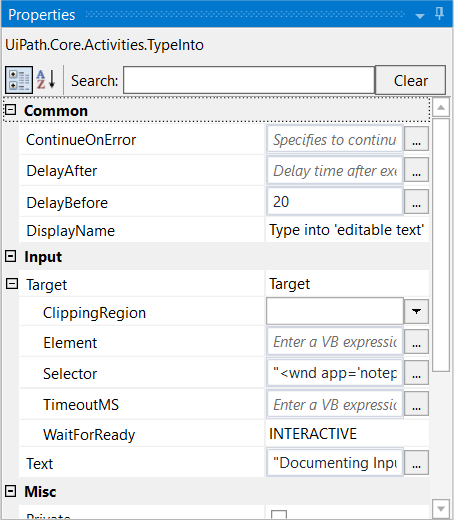 Properties
UiPath.Core.Activities.TypeInto
Search: Clear
Common
ContinueOnError Specifies to continu ...
DelayAfter Delay time after exe ...
DelayBefore 20 ...
DisplayName Type into 'editable text'
Input
Target Target
ClippingRegion
Element Enter a VB expressio ...
Selector "<wnd app='notep ...
TimeoutMS Enter a VB expressio ...
WaitForReady INTERACTIVE
Text "Documenting Inpu ...
Misc
Private